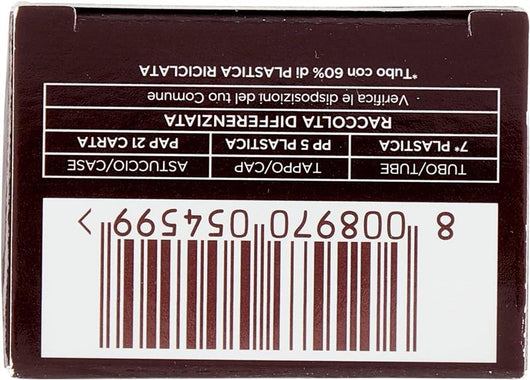 8 008970 054599 >
TUBO/TUBE TAPPO/CAP ASTUCCIO/CASE
7* PLASTICA PP 5 PLASTICA PAP 21 CARTA
RACCOLTA DIFFERENZIATA
Verifica le disposizioni del tuo Comune
*Tubo con 60% di PLASTICA RICICLATA